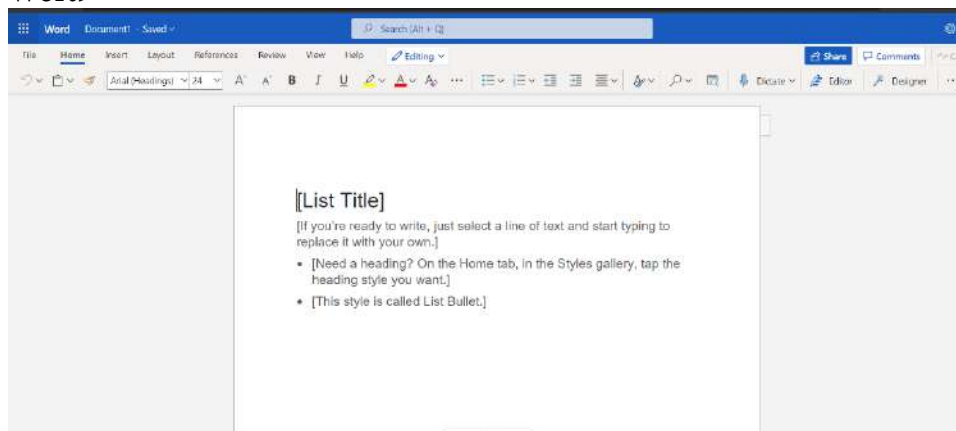 Word Document1 - Saved
Search (Alt + Q)
File Home Insert Layout References Review View Help Editing Share Comments
Arial (Headings) 24 A A B I U A ... Dictate Editor Designer ...
[List Title]
[If you're ready to write, just select a line of text and start typing to
replace it with your own.]
• [Need a heading? On the Home tab, in the Styles gallery, tap the
heading style you want.]
• [This style is called List Bullet.]